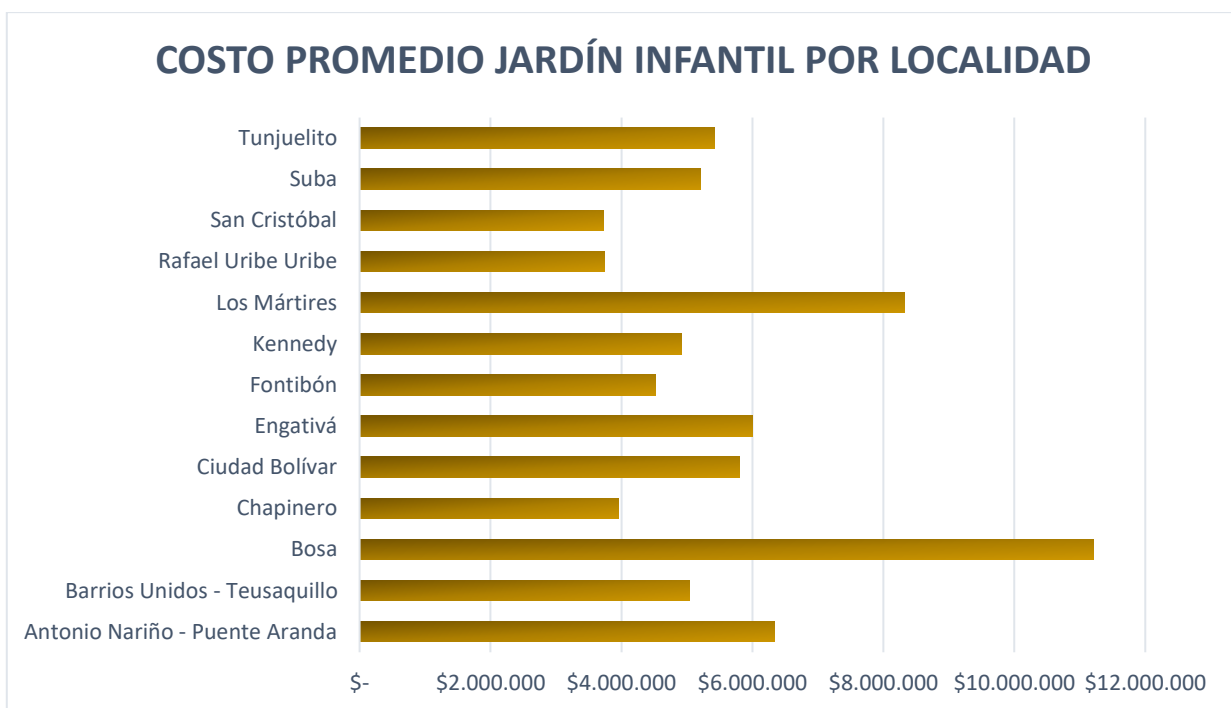 COSTO PROMEDIO JARDÍN INFANTIL POR LOCALIDAD
Tunjuelito
Suba
San Cristóbal
Rafael Uribe Uribe
Los Mártires
Kennedy
Fontibón
Engativá
Ciudad Bolívar
Chapinero
Bosa
Barrios Unidos - Teusaquillo
Antonio Nariño - Puente Aranda
$- $2.000.000 $4.000.000 $6.000.000 $8.000.000 $10.000.000 $12.000.000